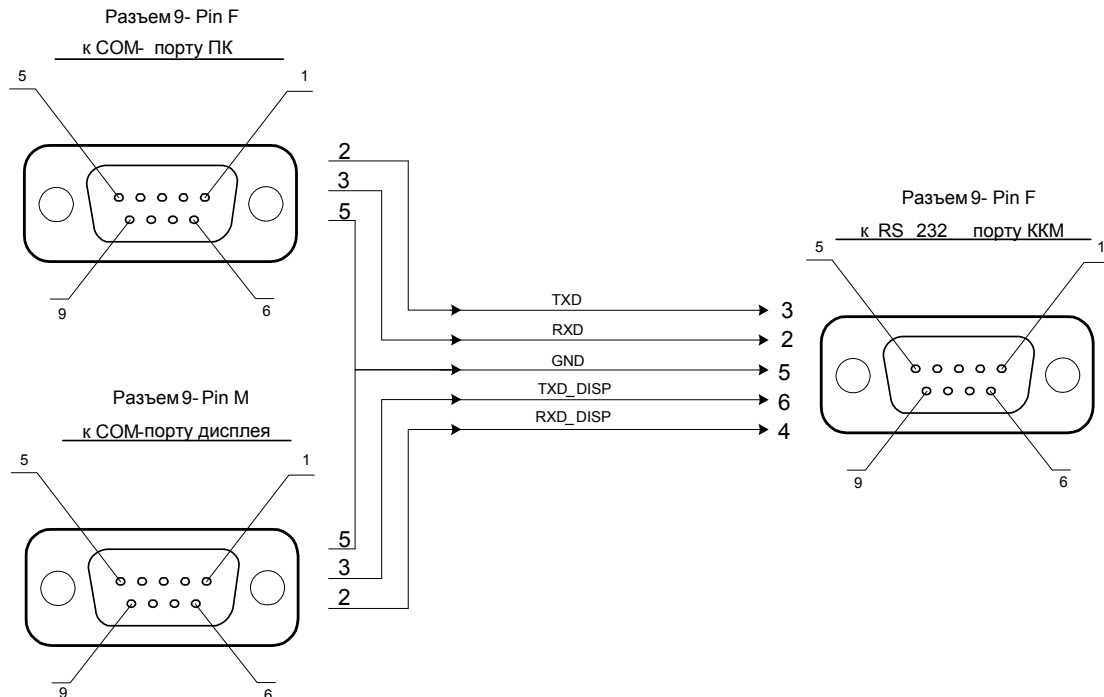 Разъем 9- Pin F
к COM- порту ПК
5
1
9
6
2
3
5
Разъем 9- Pin M
к COM-порту дисплея
5
1
9
6
5
3
2
TXD
RXD
GND
TXD_DISP
RXD_DISP
3
2
5
6
4
Разъем 9- Pin F
к RS 232 порту ККМ
5
1
9
6